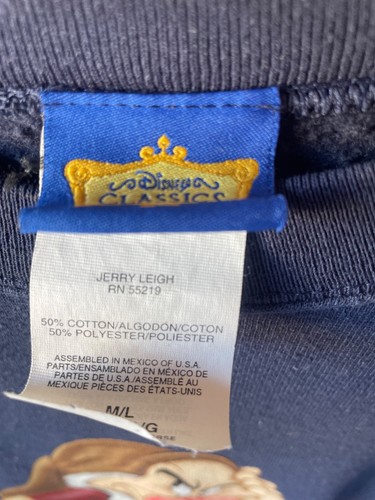 Disney
CLASSICS
JERRY LEIGH
RN 55219
50% COTTON/ALGODÓN/COTON
50% POLYESTER/POLIESTER
ASSEMBLED IN MEXICO OF U.S.A.
PARTS/ENSAMBLADO EN MÉXICO DE
PARTES DE U.S.A./ASSEMBLÉ AU
MEXIQUE PIÈCES DES ÉTATS-UNIS
M/L
/G